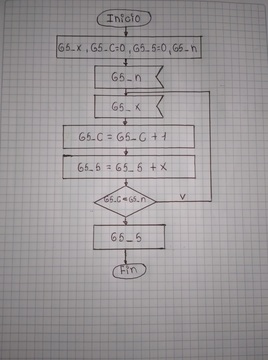 Inicio
G5_x, G5_C=0, G5_S=0, G5_n
G5_n
G5_x
G5_C = G5_C + 1
G5_S = G5_S + x
G5_C < G5_n
V
G5_S
Fin